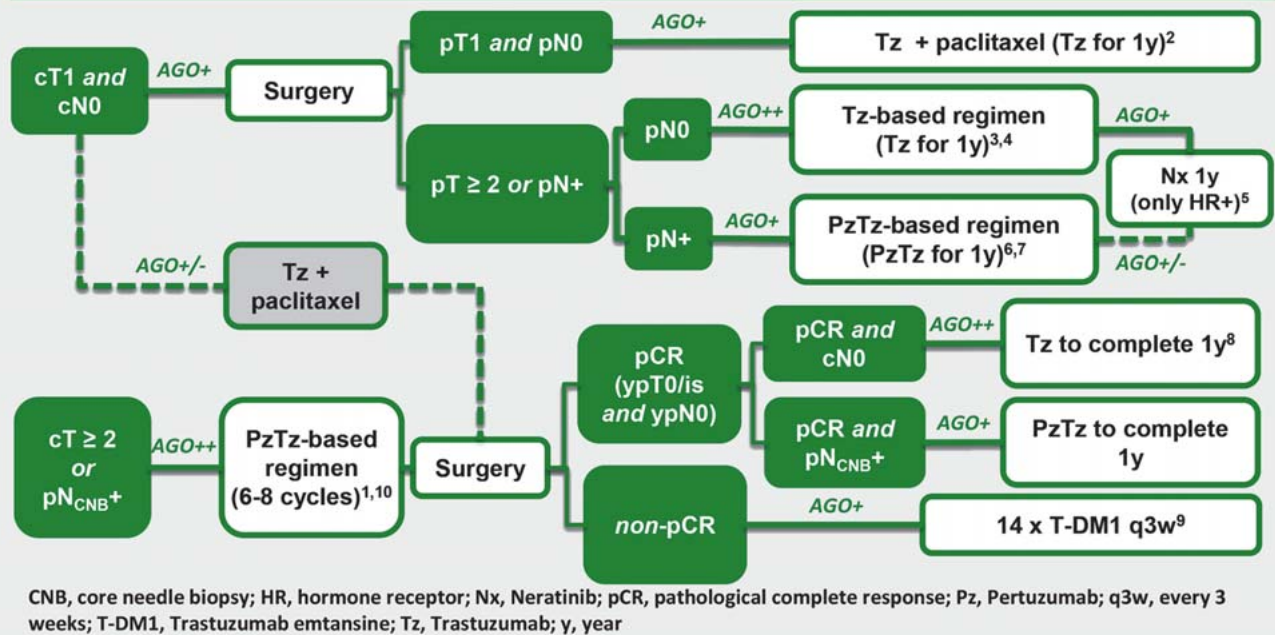 cT1 and
cN0
AGO+
Surgery
pT1 and pN0
AGO+
Tz + paclitaxel (Tz for 1y)2
pT ≥ 2 or pN+
pN0
AGO++
Tz-based regimen
(Tz for 1y)3,4
AGO+
Nx 1y
(only HR+)5
pN+
AGO+
PzTz-based regimen
(PzTz for 1y)6,7
AGO+/-
AGO+/-
Tz +
paclitaxel
cT ≥ 2
or
pNCNB+
AGO++
PzTz-based
regimen
(6-8 cycles)1,10
Surgery
pCR
(ypT0/is
and ypN0)
pCR and
cN0
AGO++
Tz to complete 1y8
pCR and
pNCNB+
AGO+
PzTz to complete
1y
non-pCR
AGO+
14 x T-DM1 q3w9
CNB, core needle biopsy; HR, hormone receptor; Nx, Neratinib; pCR, pathological complete response; Pz, Pertuzumab; q3w, every 3
weeks; T-DM1, Trastuzumab emtansine; Tz, Trastuzumab; y, year